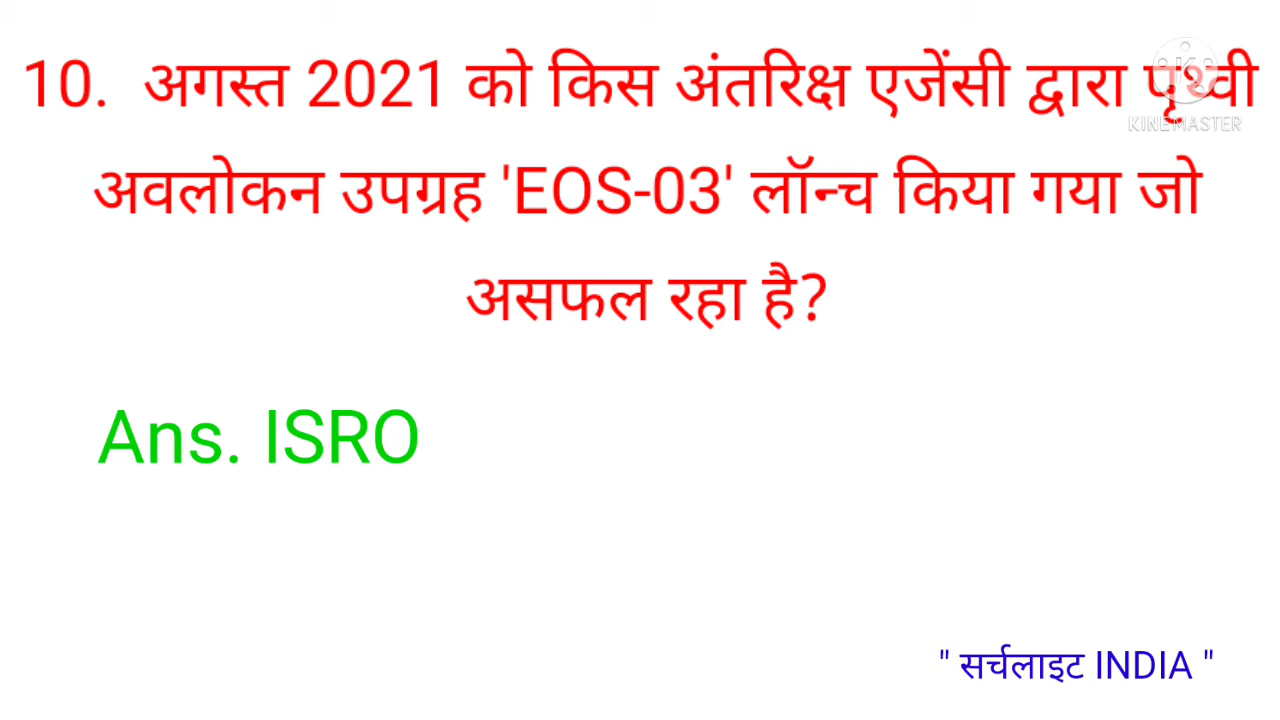 10. अगस्त 2021 को किस अंतरिक्ष एजेंसी द्वारा पृथ्वी
KINEMASTER
अवलोकन उपग्रह 'EOS-03' लॉन्च किया गया जो
असफल रहा है?
Ans. ISRO
" सर्चलाइट INDIA "